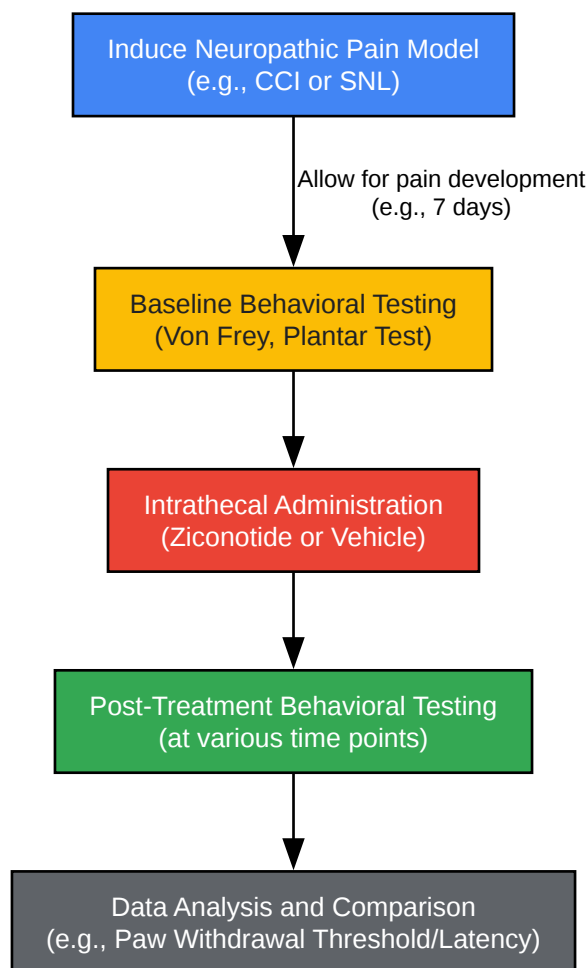 Induce Neuropathic Pain Model
(e.g., CCI or SNL)
Allow for pain development
(e.g., 7 days)
Baseline Behavioral Testing
(Von Frey, Plantar Test)
Intrathecal Administration
(Ziconotide or Vehicle)
Post-Treatment Behavioral Testing
(at various time points)
Data Analysis and Comparison
(e.g., Paw Withdrawal Threshold/Latency)